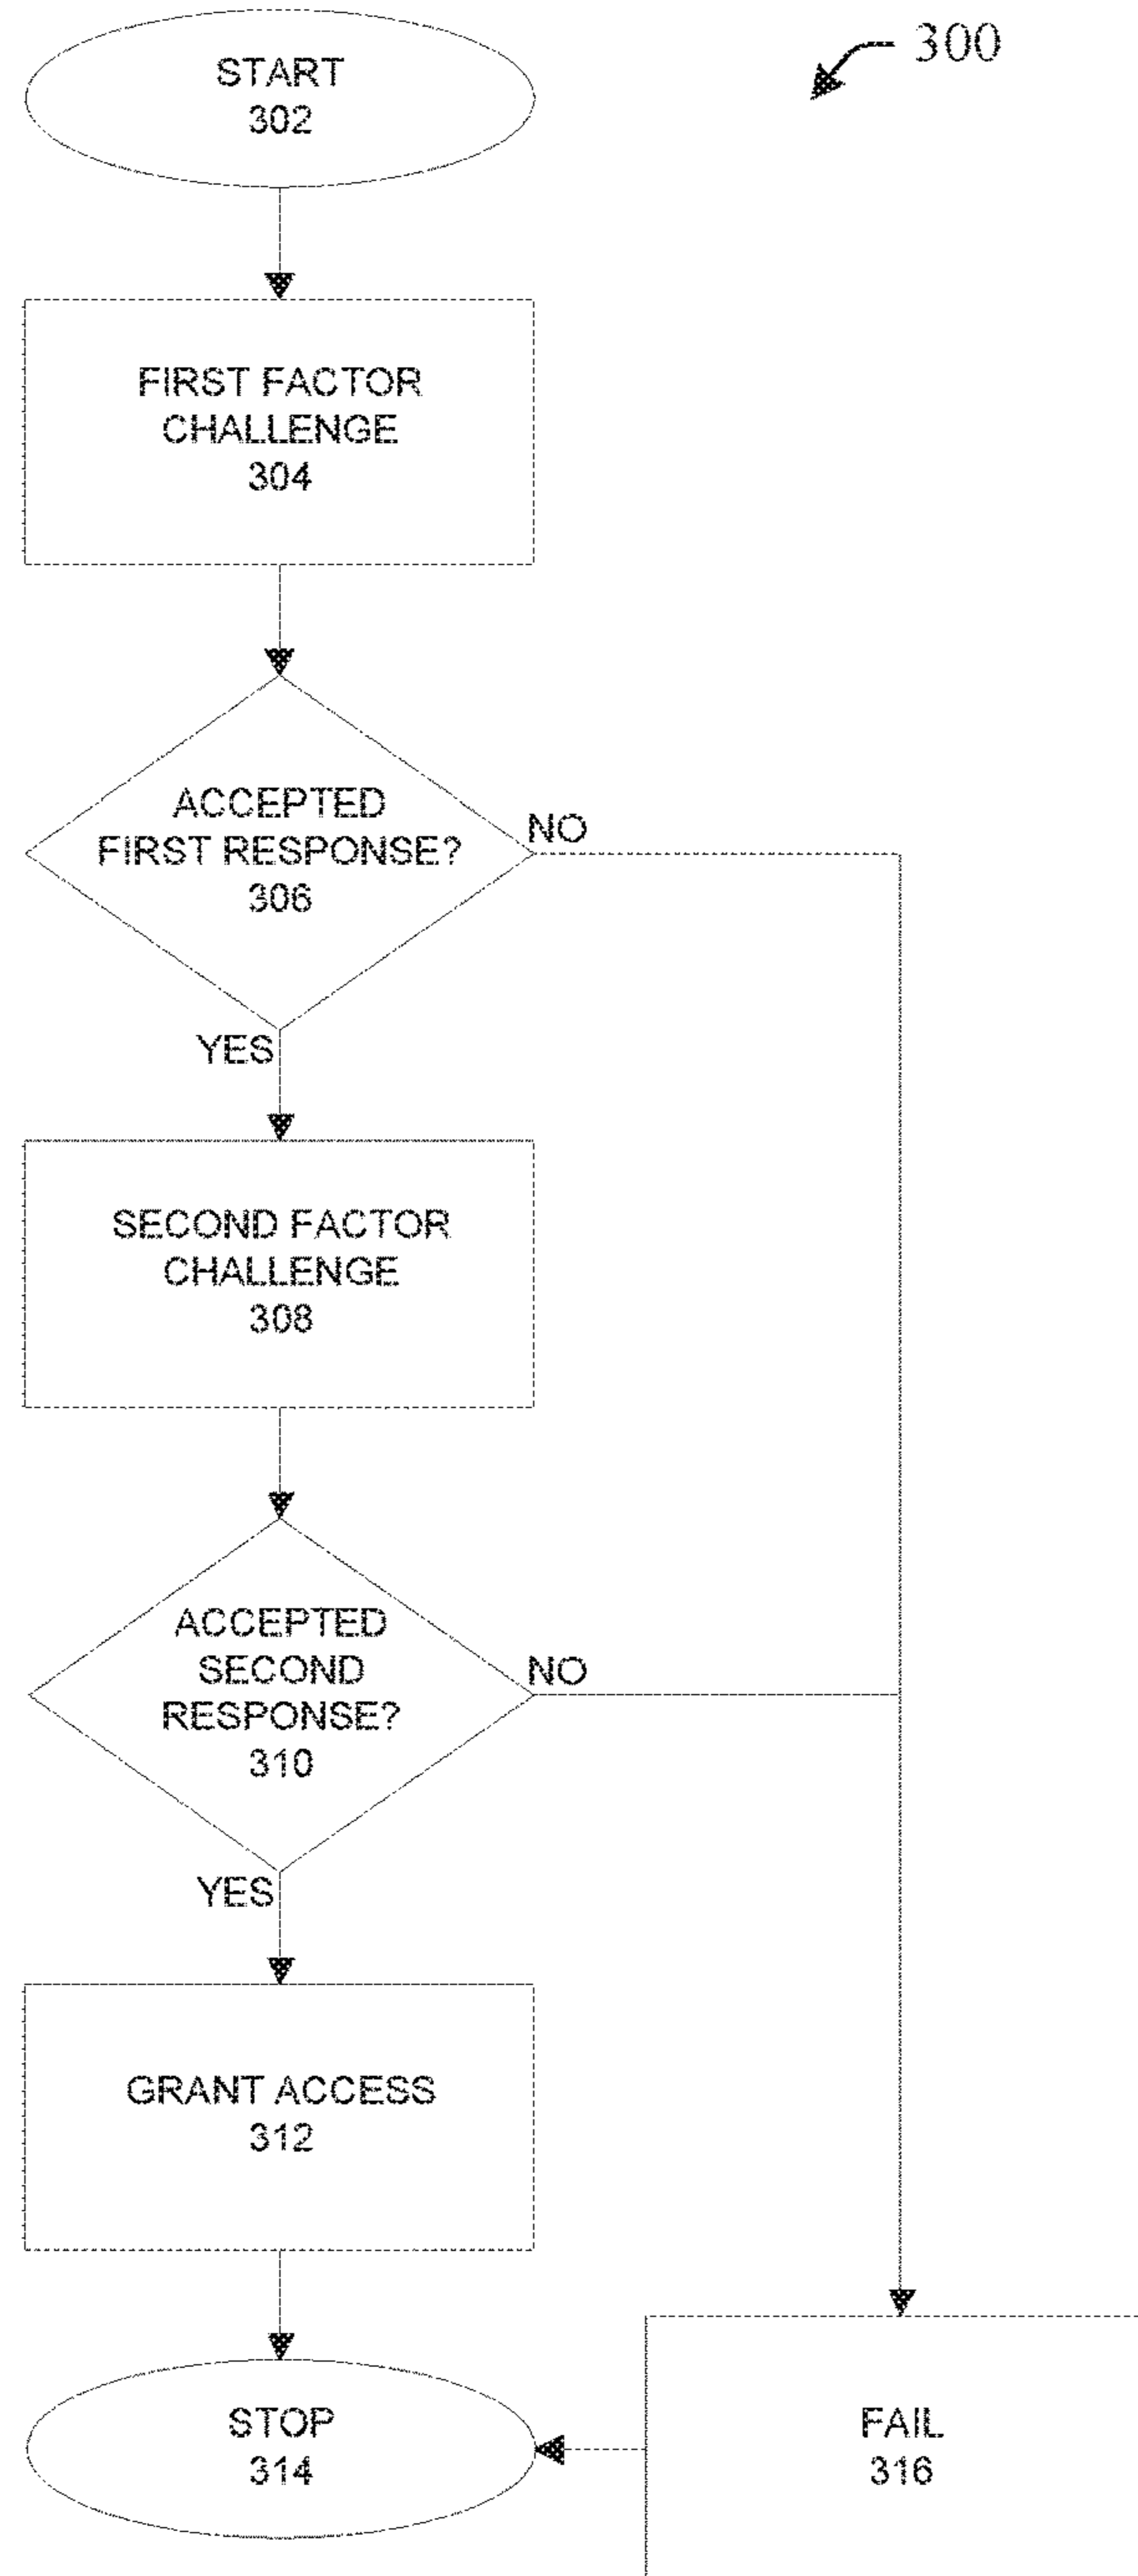 300
START
302
FIRST FACTOR
CHALLENGE
304
ACCEPTED
FIRST RESPONSE?
306
NO
YES
SECOND FACTOR
CHALLENGE
308
ACCEPTED
SECOND
RESPONSE?
310
NO
YES
GRANT ACCESS
312
STOP
314
FAIL
316